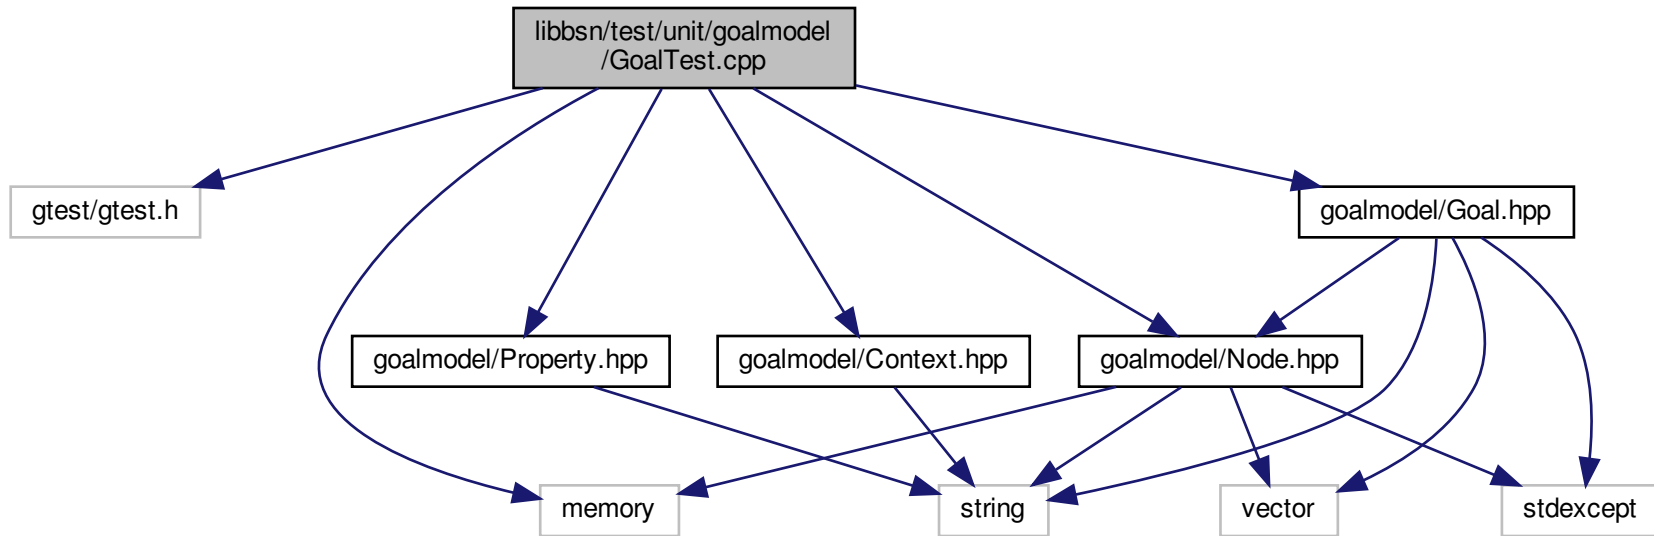 libbsn/test/unit/goalmodel
/GoalTest.cpp
gtest/gtest.h
goalmodel/Goal.hpp
goalmodel/Property.hpp
goalmodel/Context.hpp
goalmodel/Node.hpp
memory
string
vector
stdexcept